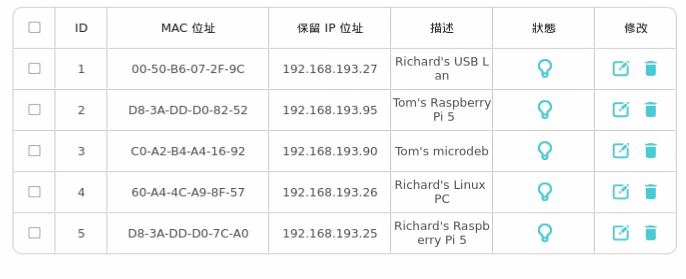 ID MAC 位址 保留 IP 位址 描述 狀態 修改
1 00-50-B6-07-2F-9C 192.168.193.27 Richard's USB L
an
2 D8-3A-DD-D0-82-52 192.168.193.95 Tom's Raspberry
Pi 5
3 C0-A2-B4-A4-16-92 192.168.193.90 Tom's microdeb
4 60-A4-4C-A9-8F-57 192.168.193.26 Richard's Linux
PC
5 D8-3A-DD-D0-7C-A0 192.168.193.25 Richard's Raspb
erry Pi 5